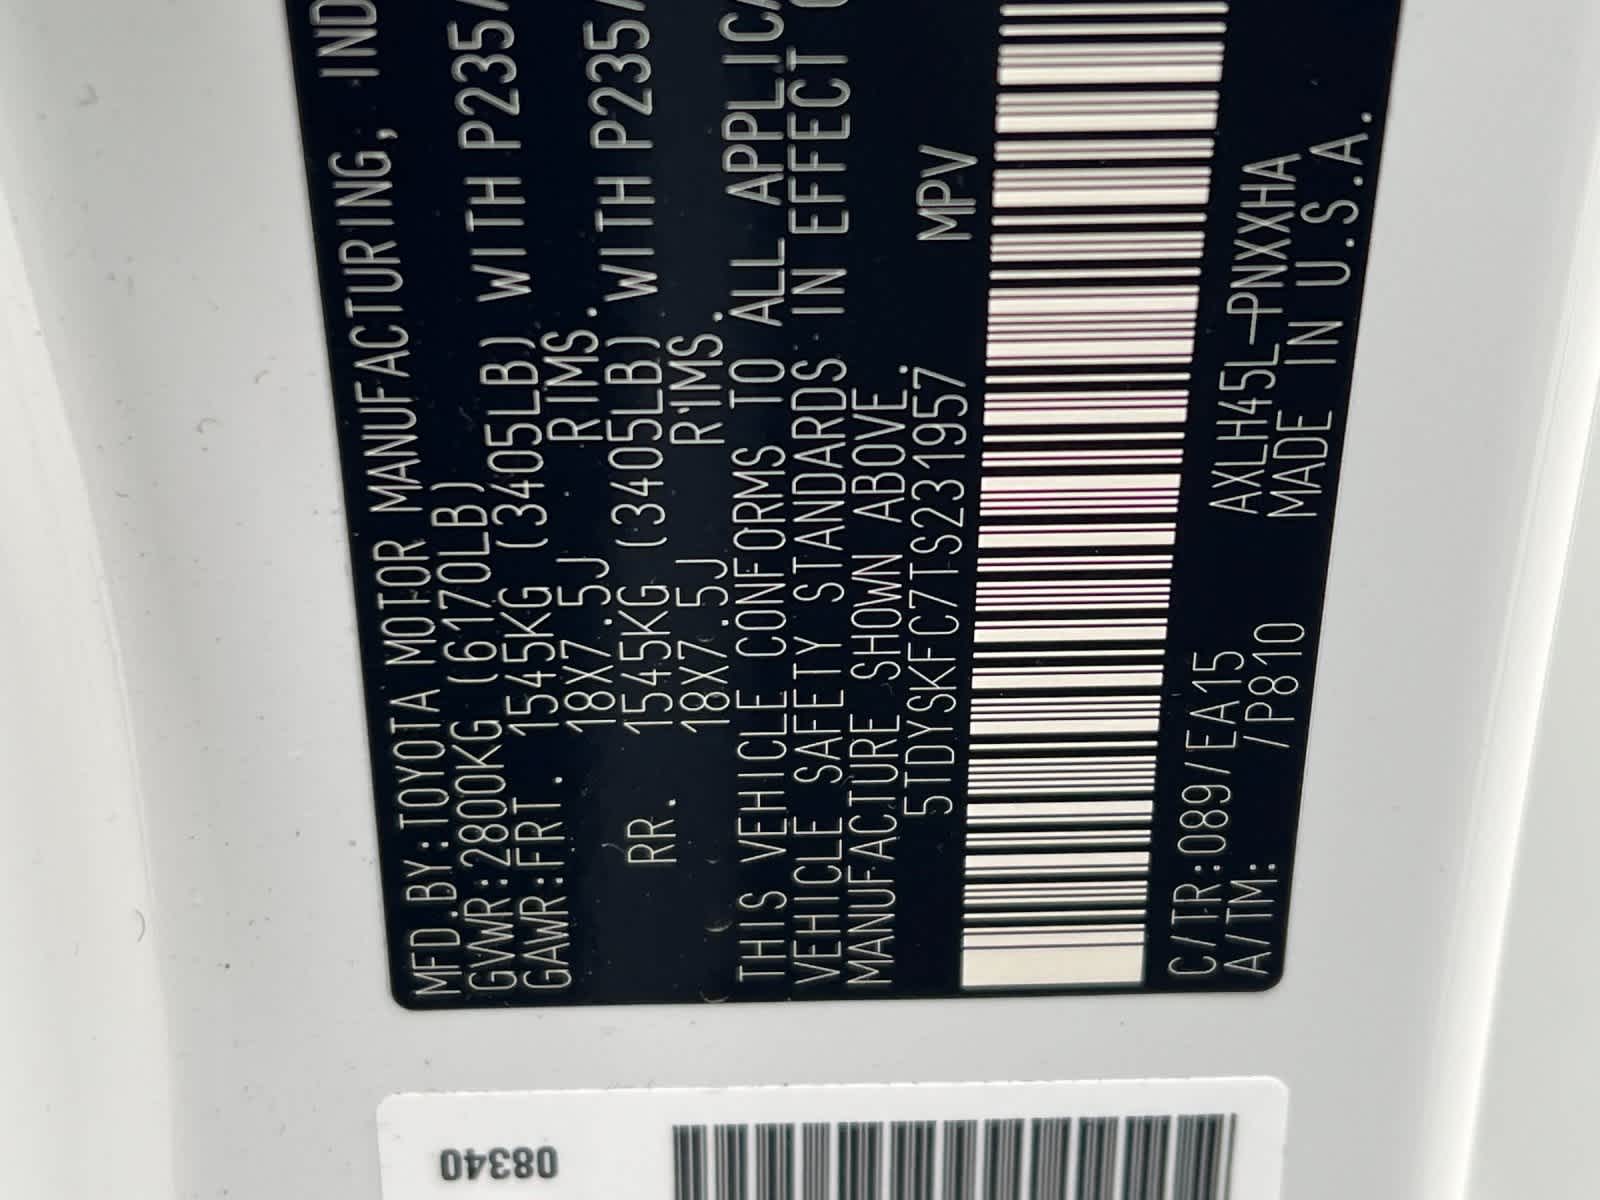 MFD.BY:TOYOTA MOTOR MANUFACTURING, IND
GVWR:2800KG (6170LB)
GAWR:FRT. 1545KG (3405LB) WITH P235/
18X7.5J RIMS.
RR. 1545KG (3405LB) WITH P235/
18X7.5J RIMS.
THIS VEHICLE CONFORMS TO ALL APPLICA
VEHICLE SAFETY STANDARDS IN EFFECT
MANUFACTURE SHOWN ABOVE.
5TDYSKFC7TS231957 MPV
C/TR:089/EA15 AXLH45L-PNXXHA
A/TM: /P810 MADE IN U.S.A.
08340